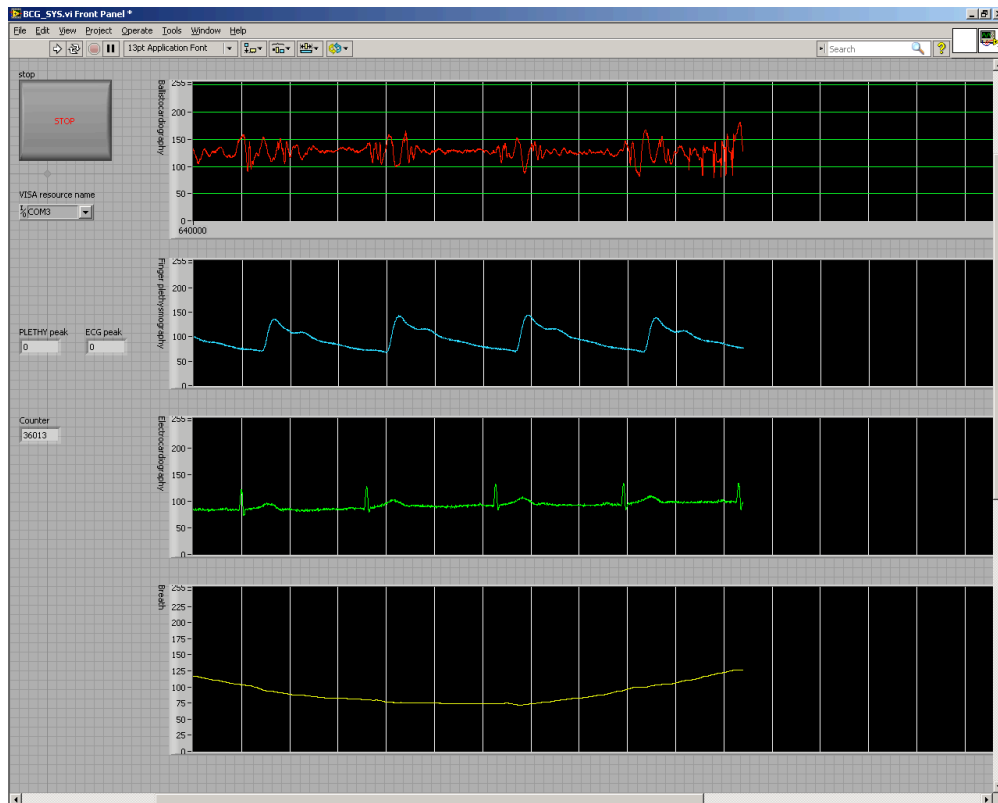 BCG_SYS.vi Front Panel *
File Edit View Project Operate Tools Window Help
13pt Application Font
Search
stop
STOP
VISA resource name
COM3
PLETHY peak ECG peak
0 0
Counter
36013
Ballistocardiography
255
200
150
100
50
0
640000
Finger plethysmography
255
200
150
100
50
0
Electrocardiography
255
200
150
100
50
0
Breath
255
225
200
175
150
125
100
75
50
25
0